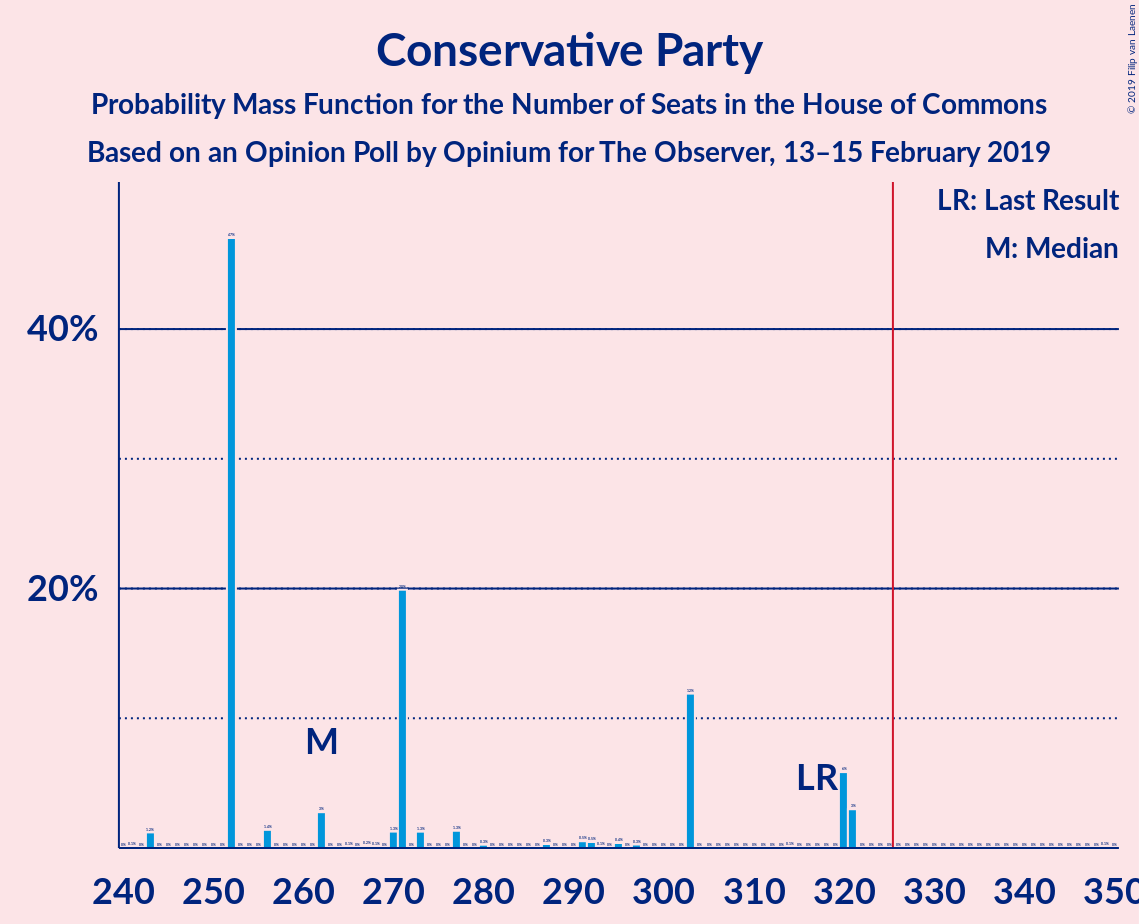 Conservative Party
Probability Mass Function for the Number of Seats in the House of Commons
Based on an Opinion Poll by Opinium for The Observer, 13–15 February 2019
© 2019 Filip van Laenen
LR: Last Result
M: Median
40%
20%
M
LR
240 250 260 270 280 290 300 310 320 330 340 350